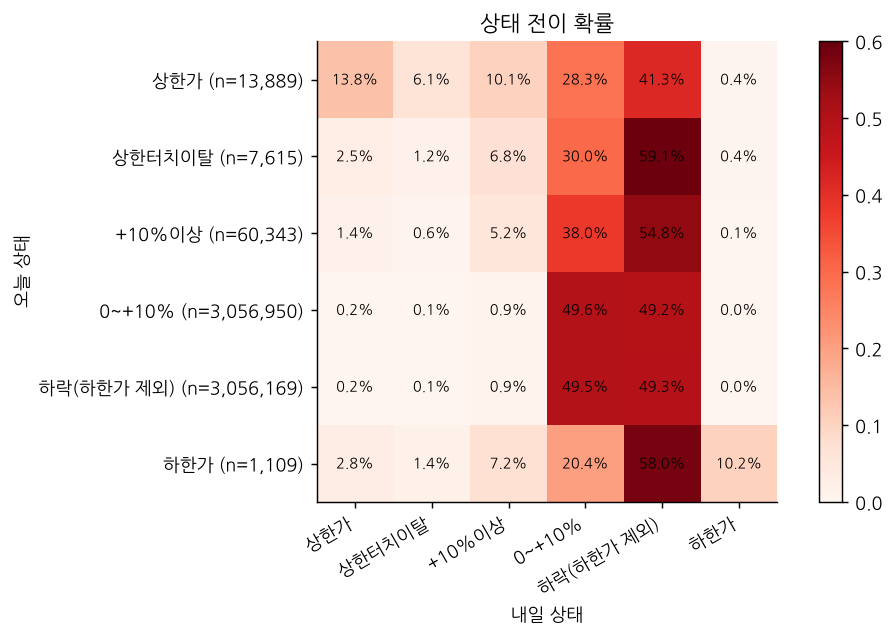 상태 전이 확률
상한가 (n=13,889) 13.8% 6.1% 10.1% 28.3% 41.3% 0.4%
상한터치이탈 (n=7,615) 2.5% 1.2% 6.8% 30.0% 59.1% 0.4%
+10%이상 (n=60,343) 1.4% 0.6% 5.2% 38.0% 54.8% 0.1%
0~+10% (n=3,056,950) 0.2% 0.1% 0.9% 49.6% 49.2% 0.0%
하락(하한가 제외) (n=3,056,169) 0.2% 0.1% 0.9% 49.5% 49.3% 0.0%
하한가 (n=1,109) 2.8% 1.4% 7.2% 20.4% 58.0% 10.2%
오늘 상태
상한가
상한터치이탈
+10%이상
0~+10%
하락(하한가 제외)
하한가
내일 상태
0.6
0.5
0.4
0.3
0.2
0.1
0.0